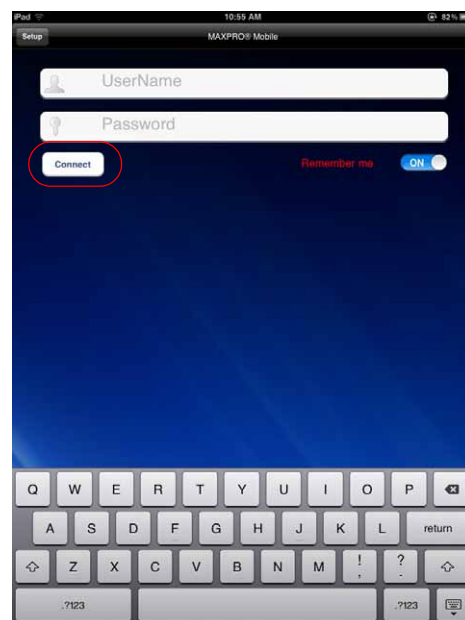 iPad 10:55 AM 82%
Setup MAXPRO® Mobile
UserName
Password
Connect Remember me ON
Q W E R T Y U I O P
A S D F G H J K L return
Z X C V B N M ! , ? .
.?123 .?123